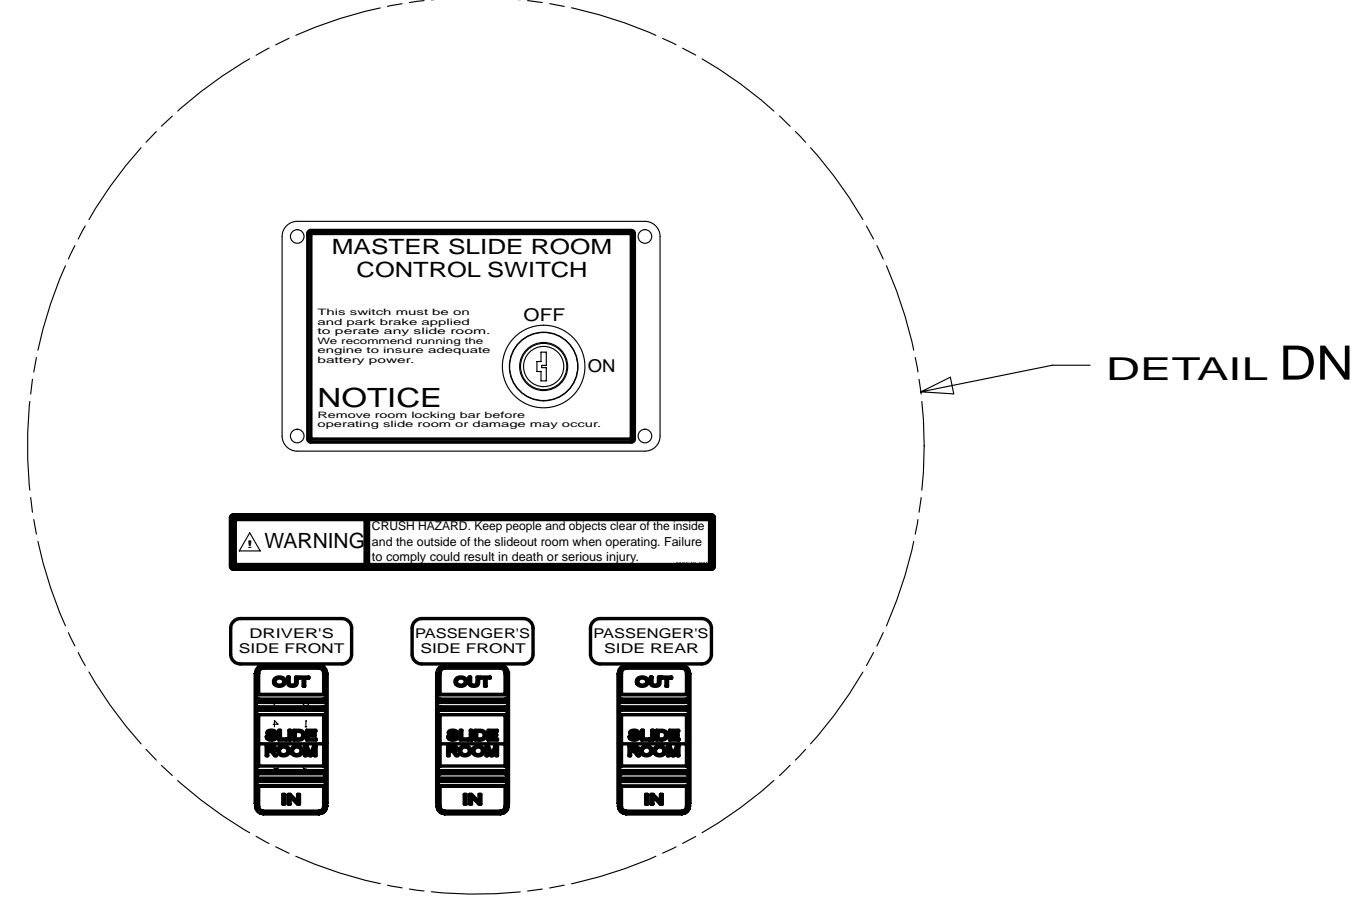 MASTER SLIDE ROOM
CONTROL SWITCH
This switch must be on
and park brake applied
to perate any slide room.
We recommend running the
engine to insure adequate
battery power.
OFF
ON
NOTICE
Remove room locking bar before
operating slide room or damage may occur.
DETAIL DN
WARNING
CRUSH HAZARD. Keep people and objects clear of the inside
and the outside of the slideout room when operating. Failure
to comply could result in death or serious injury.
DRIVER'S
SIDE FRONT
OUT
SLIDE
ROOM
IN
PASSENGER'S
SIDE FRONT
OUT
SLIDE
ROOM
IN
PASSENGER'S
SIDE REAR
OUT
SLIDE
ROOM
IN